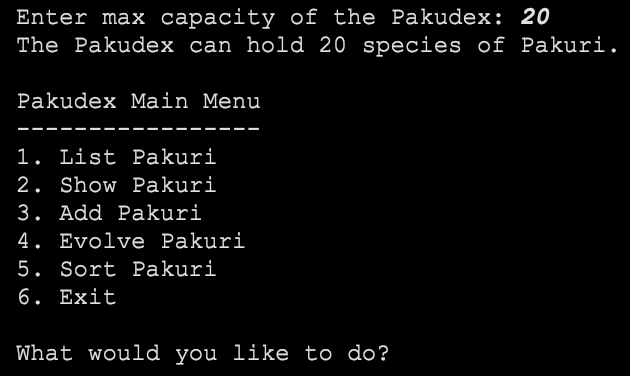 Enter max capacity of the Pakudex: 20
The Pakudex can hold 20 species of Pakuri.
Pakudex Main Menu
-----------------
1. List Pakuri
2. Show Pakuri
3. Add Pakuri
4. Evolve Pakuri
5. Sort Pakuri
6. Exit
What would you like to do?